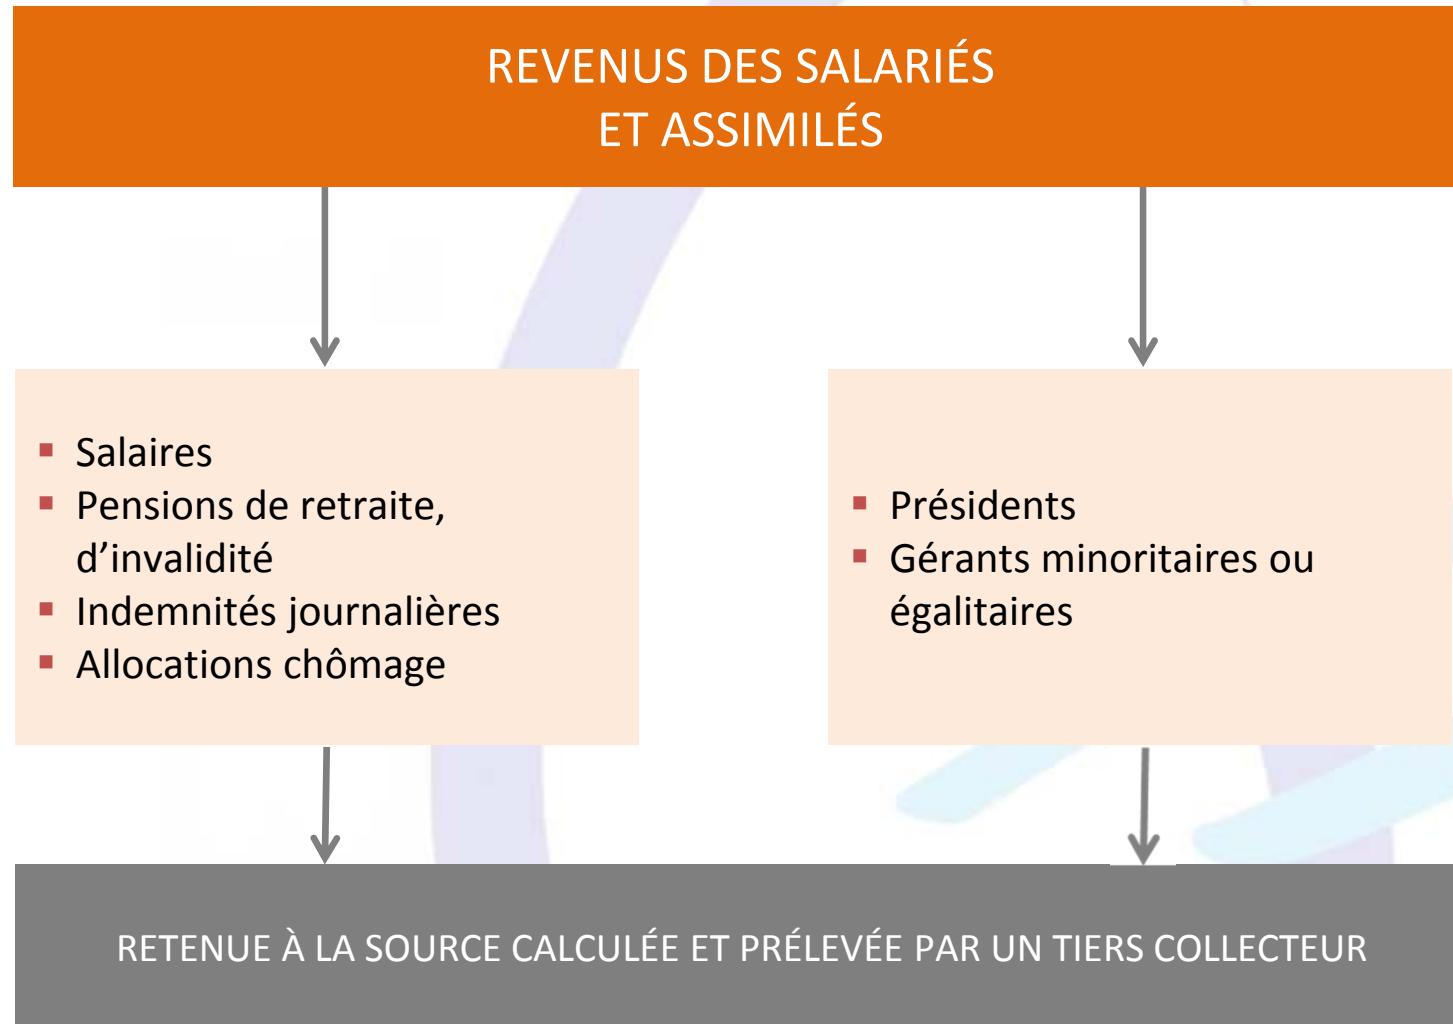 REVENUS DES SALARIÉS
ET ASSIMILÉS
Salaires
Pensions de retraite,
d’invalidité
Indemnités journalières
Allocations chômage
Présidents
Gérants minoritaires ou
égalitaires
RETENUE À LA SOURCE CALCULÉE ET PRÉLEVÉE PAR UN TIERS COLLECTEUR